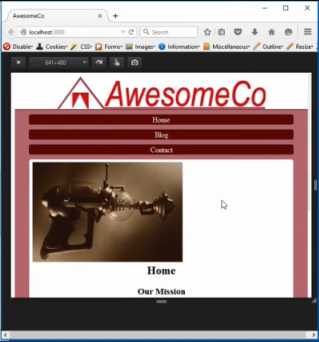 AwesomeCo
localhost:3000
Search
Disable Cookies CSS Forms Images Information Miscellaneous Outline Resize
641×480
AwesomeCo
Home
Blog
Contact
Home
Our Mission